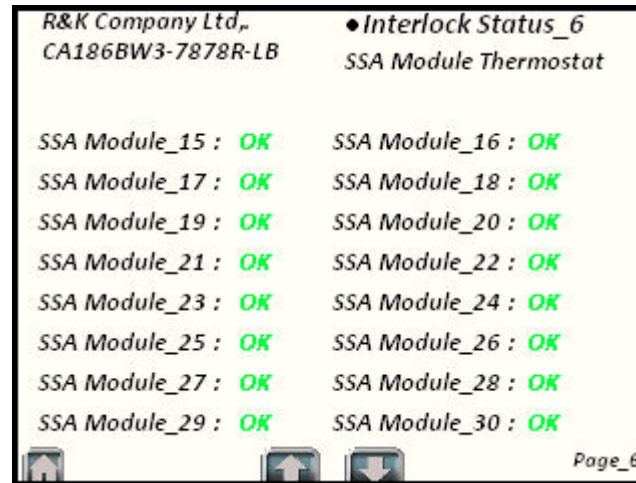 R&K Company Ltd,.
CA186BW3-7878R-LB
●Interlock Status_6
SSA Module Thermostat
SSA Module_15 : OK SSA Module_16 : OK
SSA Module_17 : OK SSA Module_18 : OK
SSA Module_19 : OK SSA Module_20 : OK
SSA Module_21 : OK SSA Module_22 : OK
SSA Module_23 : OK SSA Module_24 : OK
SSA Module_25 : OK SSA Module_26 : OK
SSA Module_27 : OK SSA Module_28 : OK
SSA Module_29 : OK SSA Module_30 : OK
Page_6